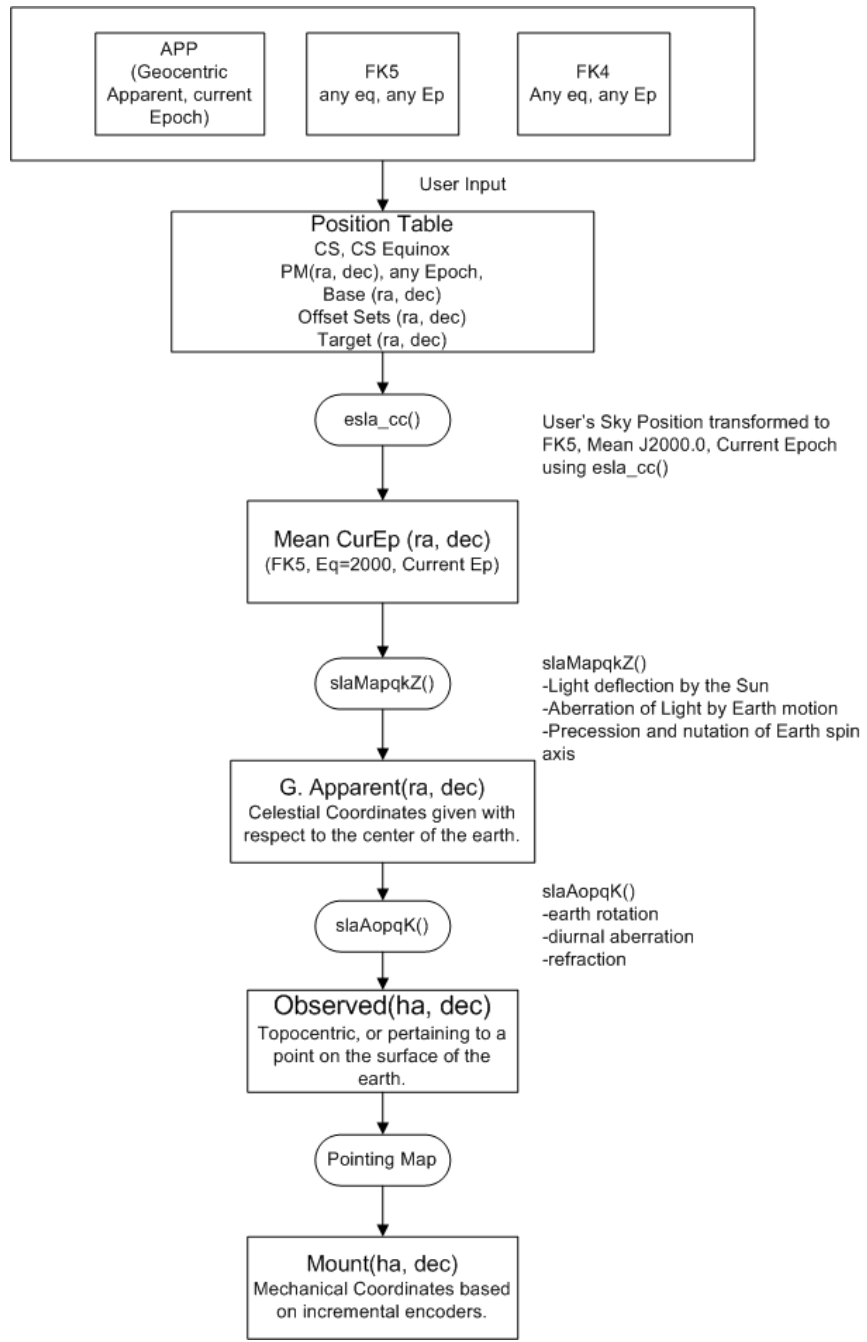 APP
(Geocentric
Apparent, current
Epoch)
FK5
any eq, any Ep
FK4
Any eq, any Ep
User Input
Position Table
CS, CS Equinox
PM(ra, dec), any Epoch,
Base (ra, dec)
Offset Sets (ra, dec)
Target (ra, dec)
esla_cc()
User's Sky Position transformed to
FK5, Mean J2000.0, Current Epoch
using esla_cc()
Mean CurEp (ra, dec)
(FK5, Eq=2000, Current Ep)
slaMapqkZ()
slaMapqkZ()
-Light deflection by the Sun
-Aberration of Light by Earth motion
-Precession and nutation of Earth spin
axis
G. Apparent(ra, dec)
Celestial Coordinates given with
respect to the center of the earth.
slaAopqK()
slaAopqK()
-earth rotation
-diurnal aberration
-refraction
Observed(ha, dec)
Topocentric, or pertaining to a
point on the surface of the
earth.
Pointing Map
Mount(ha, dec)
Mechanical Coordinates based
on incremental encoders.